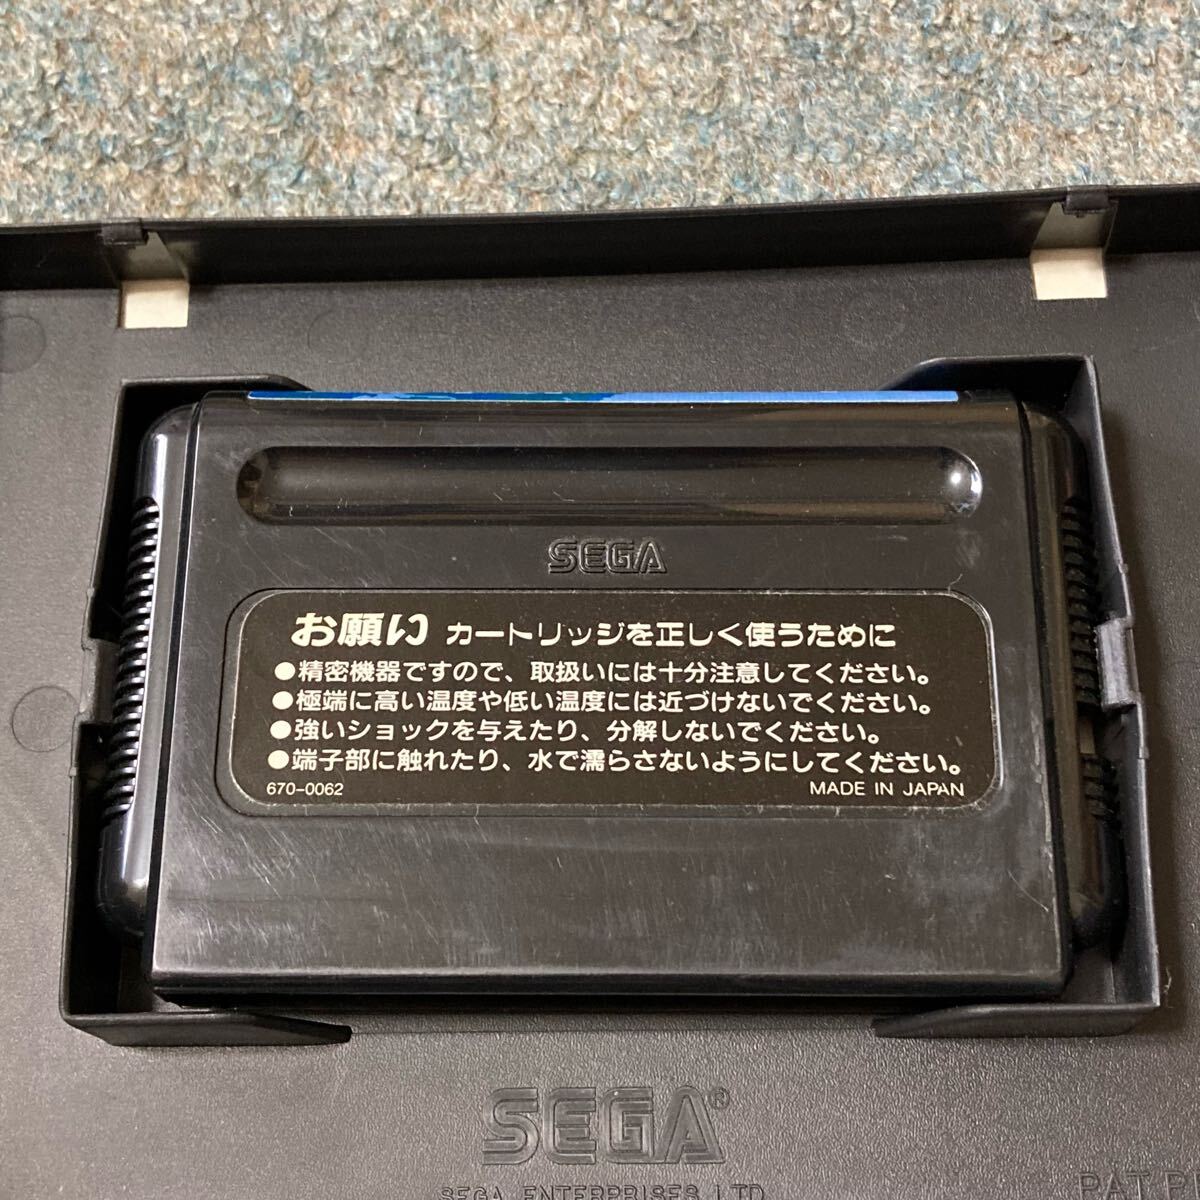 SEGA
お願い カートリッジを正しく使うために
●精密機器ですので、取扱いには十分注意してください。
●極端に高い温度や低い温度には近づけないでください。
●強いショックを与えたり、分解しないでください。
●端子部に触れたり、水で濡らさないようにしてください。
670-0062 MADE IN JAPAN
SEGA®
SEGA ENTERPRISES LTD.
PAT.P